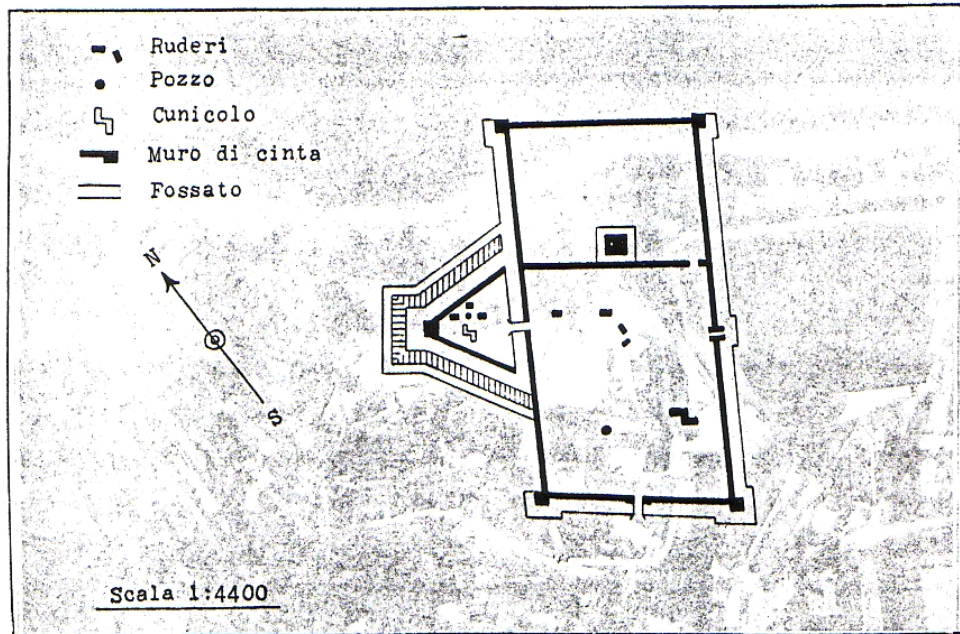 Ruderi
Pozzo
Cunicolo
Muro di cinta
Fossato
N
S
Scala 1:4400